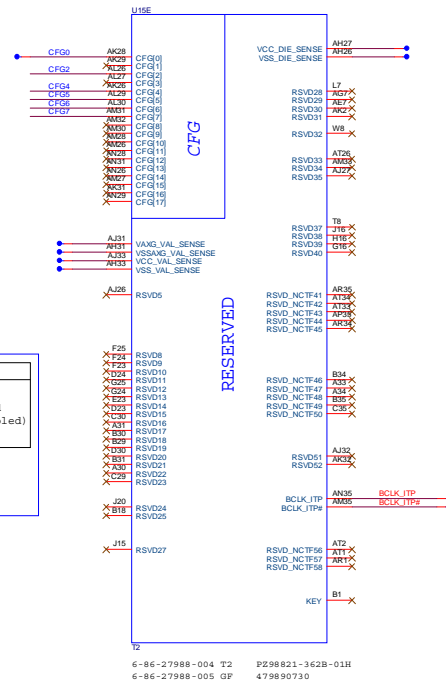 U15E
CFG0 AK28 CFG[0]
AK29 CFG[1]
CFG2 AL26 CFG[2]
AL27 CFG[3]
CFG4 AK26 CFG[4]
CFG5 AL29 CFG[5]
CFG6 AL30 CFG[6]
CFG7 AM31 CFG[7]
AM32 CFG[8]
AM30 CFG[9]
AM28 CFG[10]
AM26 CFG[11]
AN28 CFG[12]
AN31 CFG[13]
AN26 CFG[14]
AM27 CFG[15]
AK31 CFG[16]
AN29 CFG[17]
CFG
AJ31 VAXG_VAL_SENSE
AH31 VSSAXG_VAL_SENSE
AJ33 VCC_VAL_SENSE
AH33 VSS_VAL_SENSE
AJ26 RSVD5
F25 RSVD8
F24 RSVD9
F23 RSVD10
D24 RSVD11
G25 RSVD12
G24 RSVD13
E23 RSVD14
D23 RSVD15
C30 RSVD16
A31 RSVD17
B30 RSVD18
B29 RSVD19
D30 RSVD20
B31 RSVD21
A30 RSVD22
C29 RSVD23
J20 RSVD24
B18 RSVD25
J15 RSVD27
RESERVED
VCC_DIE_SENSE AH27
VSS_DIE_SENSE AH26
RSVD28 L7
RSVD29 AG7
RSVD30 AE7
RSVD31 AK2
RSVD32 W8
RSVD33 AT26
RSVD34 AM33
RSVD35 AJ27
RSVD37 T8
RSVD38 J16
RSVD39 H16
RSVD40 G16
RSVD_NCTF41 AR35
RSVD_NCTF42 AT34
RSVD_NCTF43 AT33
RSVD_NCTF44 AP35
RSVD_NCTF45 AR34
RSVD_NCTF46 B34
RSVD_NCTF47 A33
RSVD_NCTF48 A34
RSVD_NCTF49 B35
RSVD_NCTF50 C35
RSVD51 AJ32
RSVD52 AK32
BCLK_ITP AN35 BCLK_ITP
BCLK_ITP# AM35 BCLK_ITP#
RSVD_NCTF56 AT2
RSVD_NCTF57 AT1
RSVD_NCTF58 AR1
KEY B1
T2
6-86-27988-004 T2 PZ98821-362B-01H
6-86-27988-005 GF 479890730